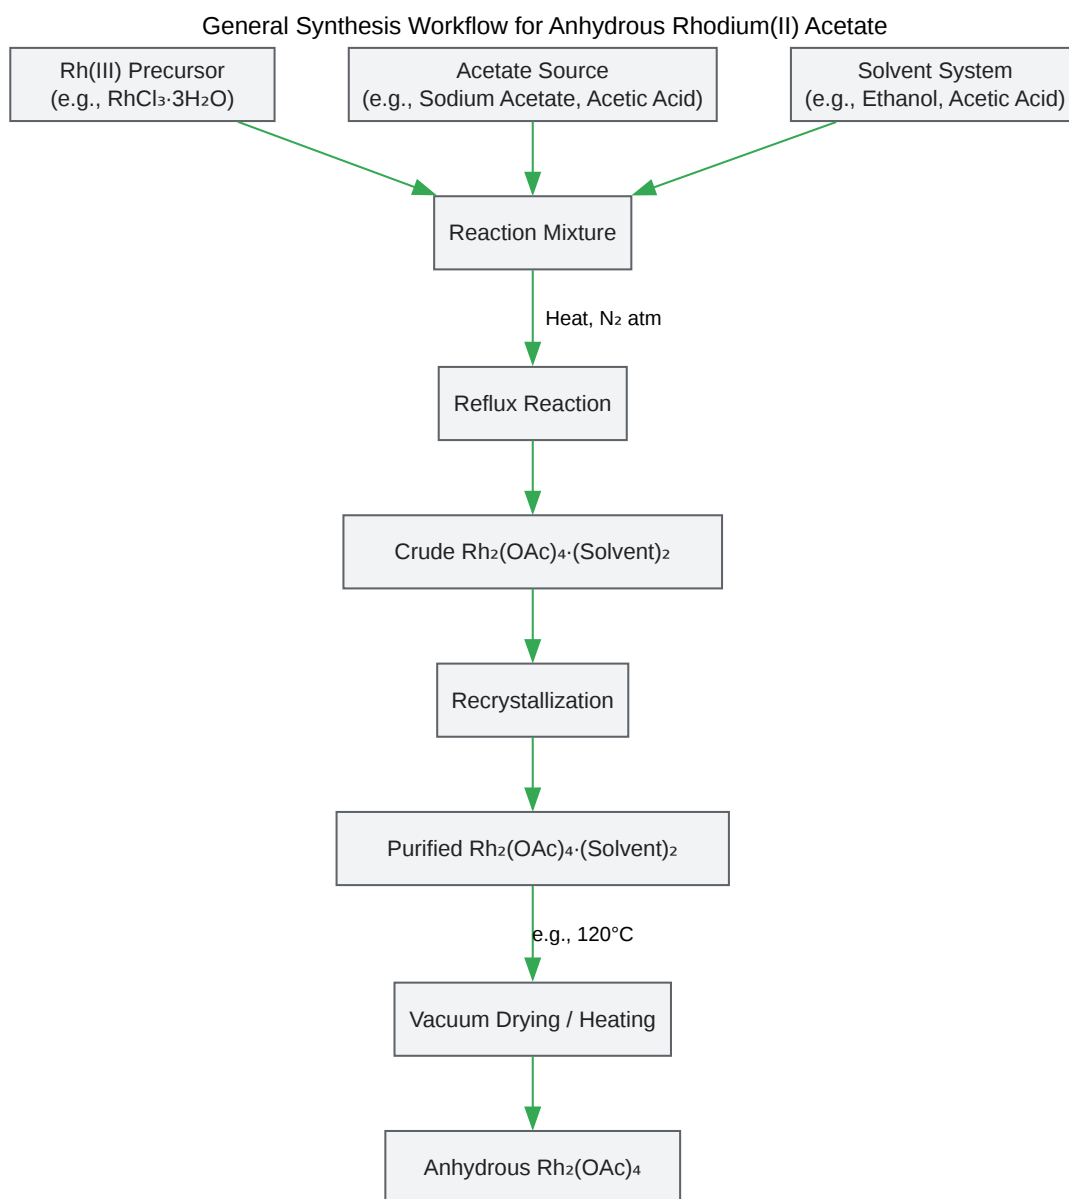 General Synthesis Workflow for Anhydrous Rhodium(II) Acetate
Rh(III) Precursor
(e.g., RhCl₃·3H₂O)
Acetate Source
(e.g., Sodium Acetate, Acetic Acid)
Solvent System
(e.g., Ethanol, Acetic Acid)
Reaction Mixture
Heat, N₂ atm
Reflux Reaction
Crude Rh₂(OAc)₄·(Solvent)₂
Recrystallization
Purified Rh₂(OAc)₄·(Solvent)₂
e.g., 120°C
Vacuum Drying / Heating
Anhydrous Rh₂(OAc)₄